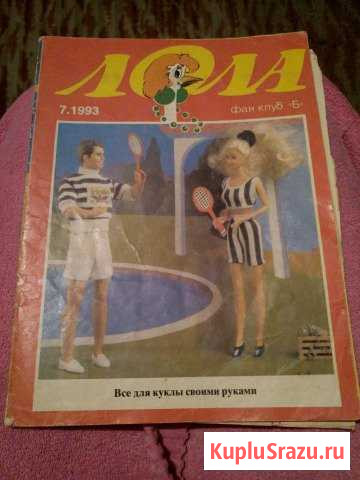 ЛОЛА
7.1993
фан клуб «Б»
Все для куклы своими руками
KupluSrazu.ru